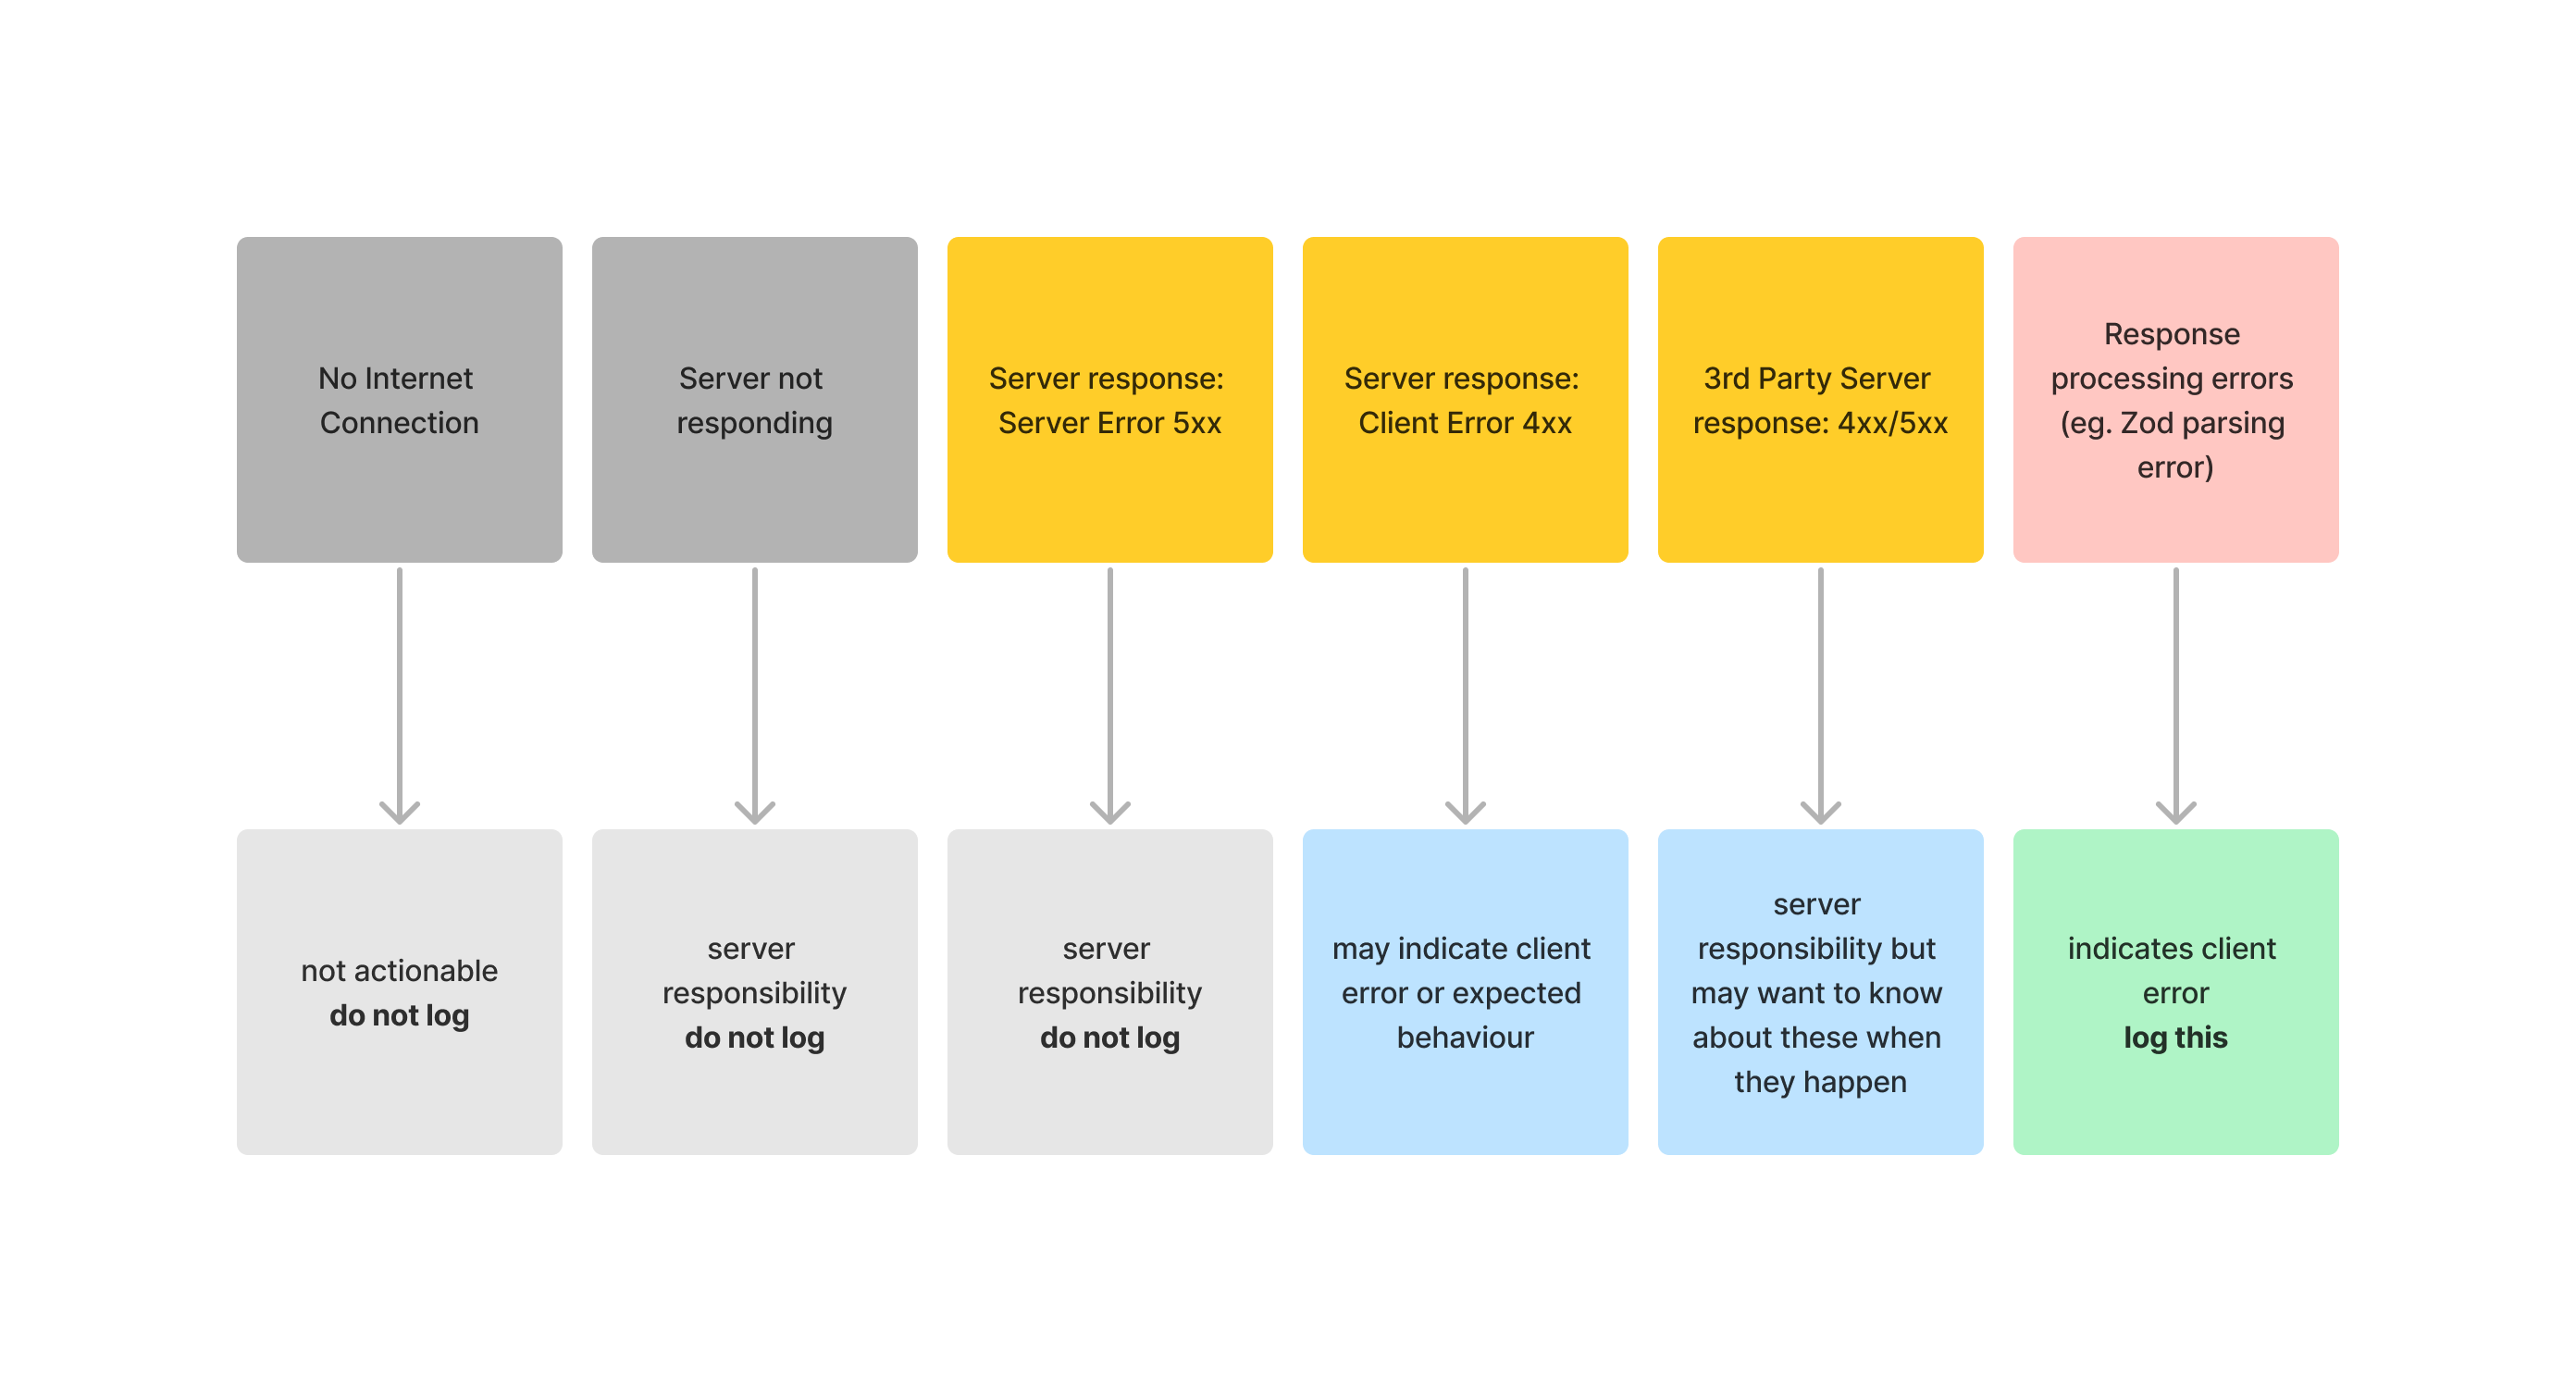 No Internet
Connection
Server not
responding
Server response:
Server Error 5xx
Server response:
Client Error 4xx
3rd Party Server
response: 4xx/5xx
Response
processing errors
(eg. Zod parsing
error)
not actionable
do not log
server
responsibility
do not log
server
responsibility
do not log
may indicate client
error or expected
behaviour
server
responsibility but
may want to know
about these when
they happen
indicates client
error
log this